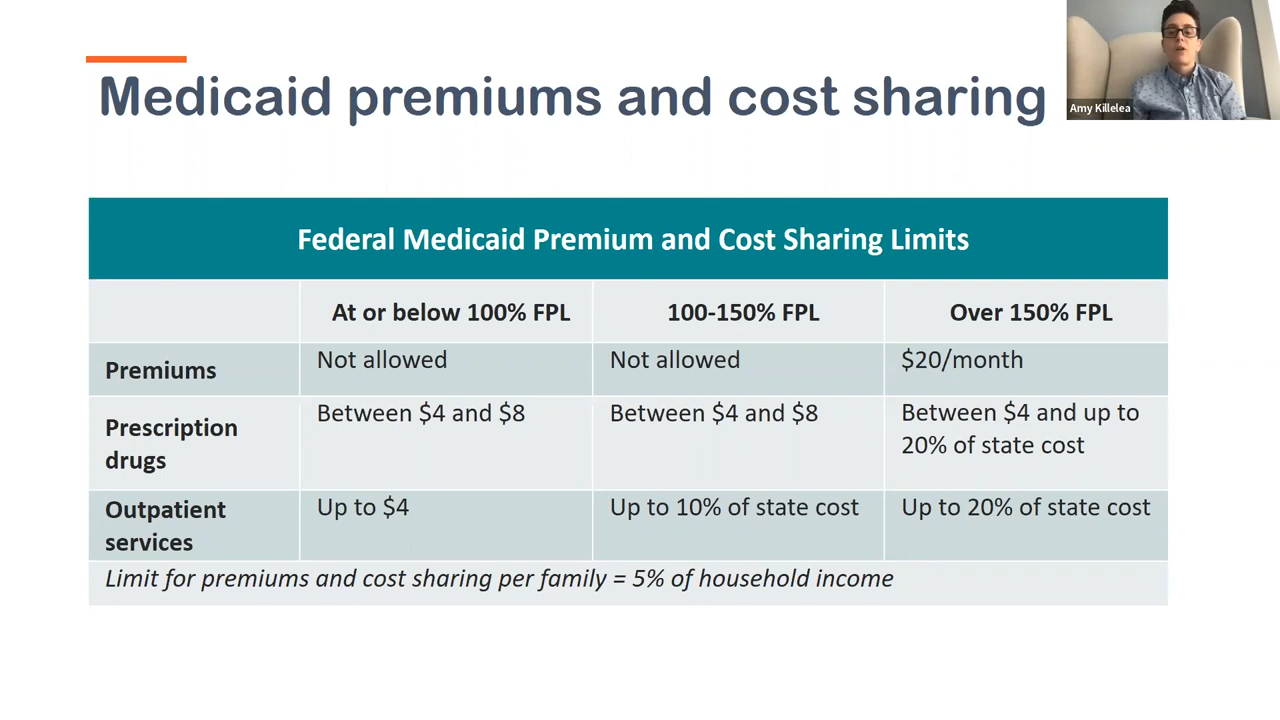 Medicaid premiums and cost sharing
Amy Killelea
Federal Medicaid Premium and Cost Sharing Limits
At or below 100% FPL 100-150% FPL Over 150% FPL
Premiums Not allowed Not allowed $20/month
Prescription drugs Between $4 and $8 Between $4 and $8 Between $4 and up to 20% of state cost
Outpatient services Up to $4 Up to 10% of state cost Up to 20% of state cost
Limit for premiums and cost sharing per family = 5% of household income